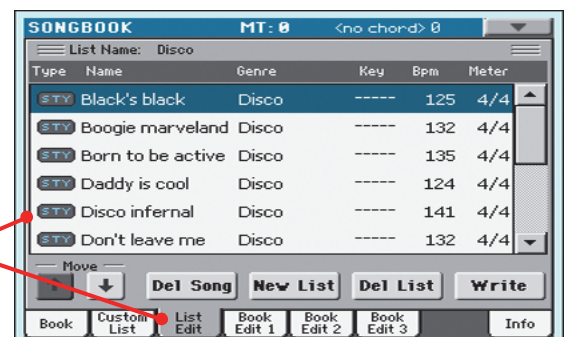 SONGBOOK MT: 0 <no chord> 0
List Name: Disco
Type Name Genre Key Bpm Meter
STY Black's black Disco ----- 125 4/4
STY Boogie marveland Disco ----- 132 4/4
STY Born to be active Disco ----- 135 4/4
STY Daddy is cool Disco ----- 124 4/4
STY Disco infernal Disco ----- 141 4/4
STY Don't leave me Disco ----- 132 4/4
Move
Del Song New List Del List Write
Book Custom List List Edit Book Edit 1 Book Edit 2 Book Edit 3 Info